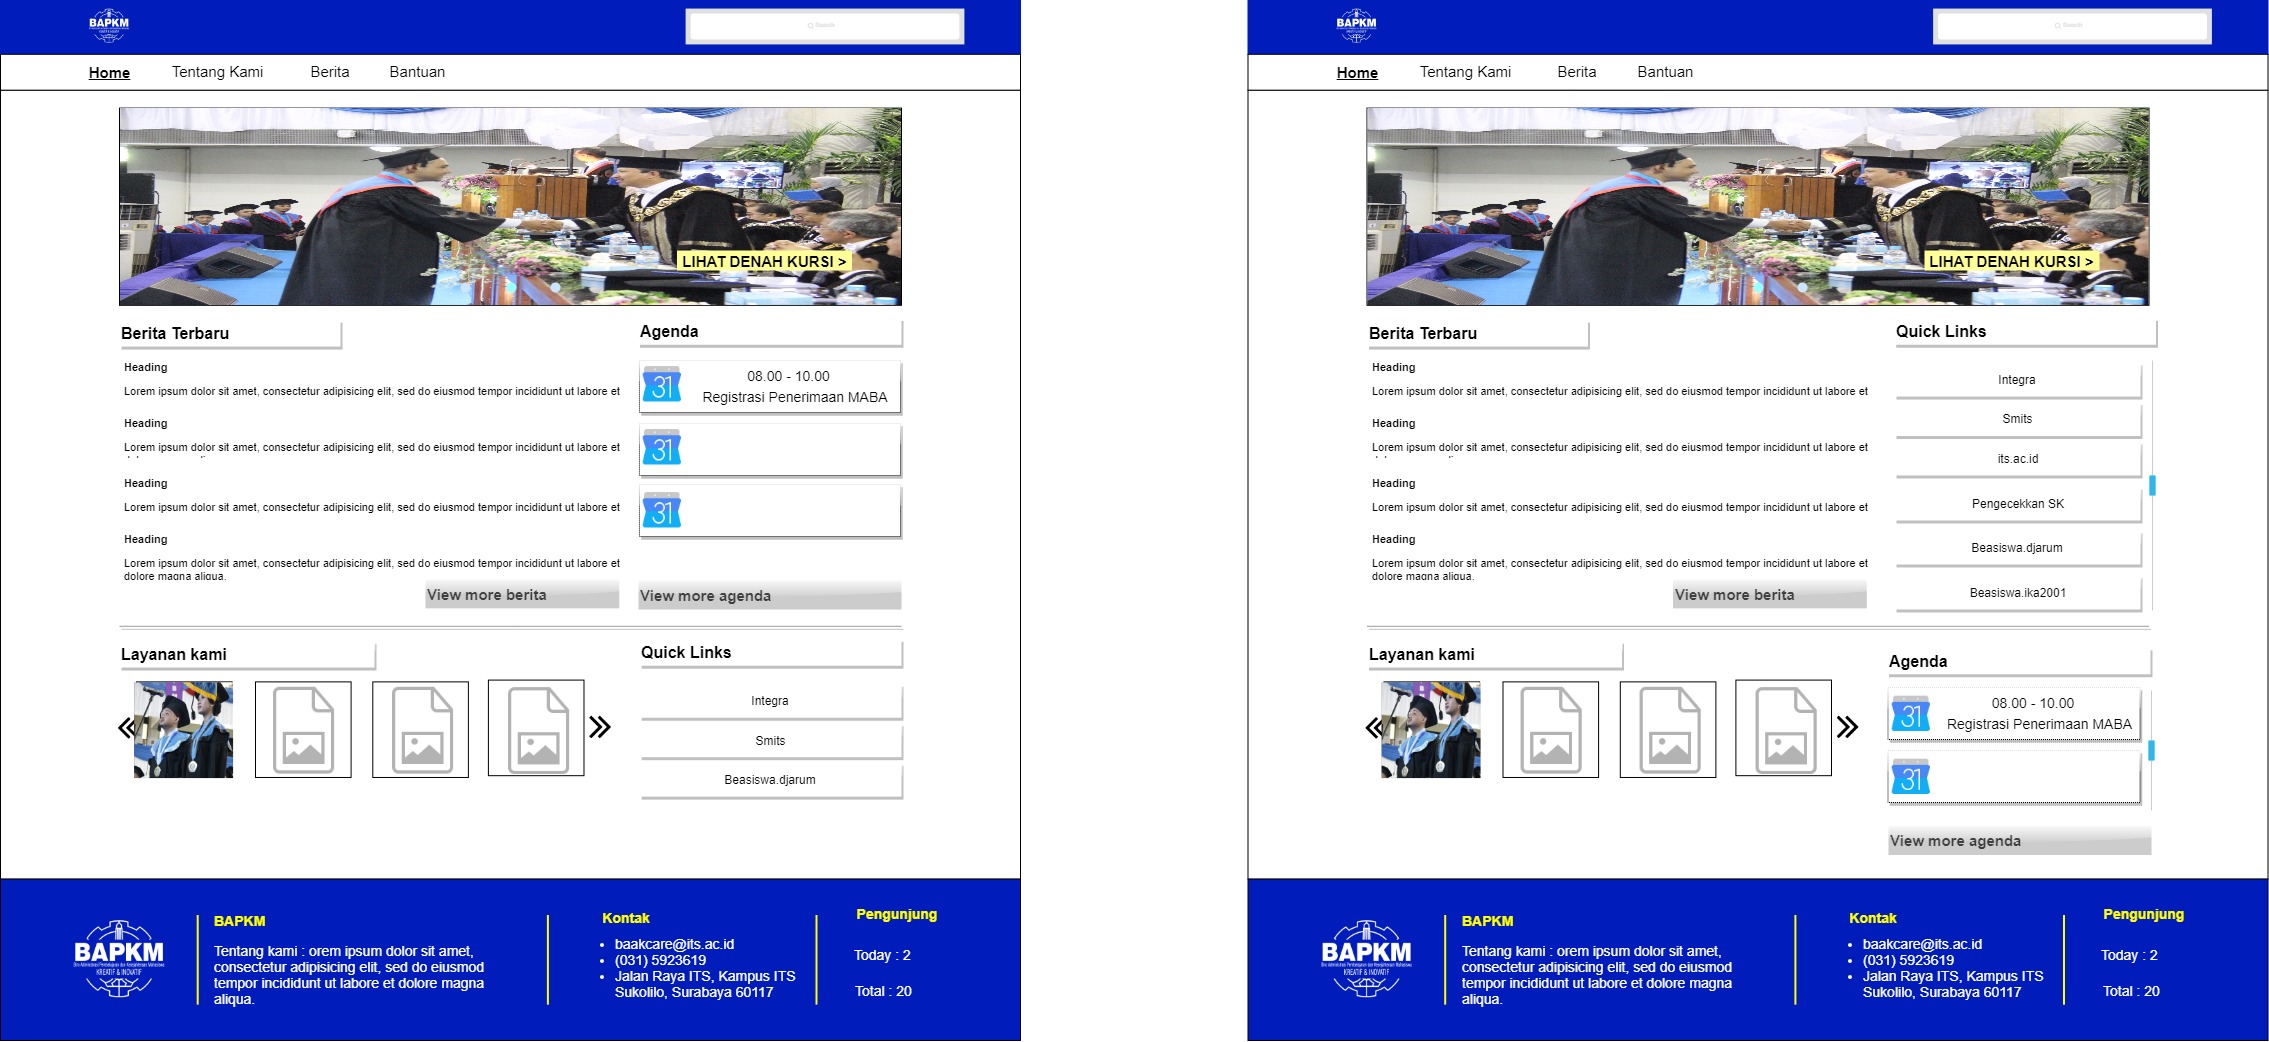 BAPKM
Search
Home
Tentang Kami
Berita
Bantuan
LIHAT DENAH KURSI >
Berita Terbaru
Heading
Lorem ipsum dolor sit amet, consectetur adipisicing elit, sed do eiusmod tempor incididunt ut labore et
Heading
Lorem ipsum dolor sit amet, consectetur adipisicing elit, sed do eiusmod tempor incididunt ut labore et
Heading
Lorem ipsum dolor sit amet, consectetur adipisicing elit, sed do eiusmod tempor incididunt ut labore et
Heading
Lorem ipsum dolor sit amet, consectetur adipisicing elit, sed do eiusmod tempor incididunt ut labore et
dolore magna aliqua.
View more berita
Agenda
31
08.00 - 10.00
Registrasi Penerimaan MABA
31
31
View more agenda
Layanan kami
Quick Links
Integra
Smits
Beasiswa.djarum
BAPKM
KREATIF & INOVATIF
BAPKM
Tentang kami : orem ipsum dolor sit amet,
consectetur adipisicing elit, sed do eiusmod
tempor incididunt ut labore et dolore magna
aliqua.
Kontak
• baakcare@its.ac.id
• (031) 5923619
• Jalan Raya ITS, Kampus ITS
Sukolilo, Surabaya 60117
Pengunjung
Today : 2
Total : 20
BAPKM
Search
Home
Tentang Kami
Berita
Bantuan
LIHAT DENAH KURSI >
Berita Terbaru
Heading
Lorem ipsum dolor sit amet, consectetur adipisicing elit, sed do eiusmod tempor incididunt ut labore et
Heading
Lorem ipsum dolor sit amet, consectetur adipisicing elit, sed do eiusmod tempor incididunt ut labore et
Heading
Lorem ipsum dolor sit amet, consectetur adipisicing elit, sed do eiusmod tempor incididunt ut labore et
Heading
Lorem ipsum dolor sit amet, consectetur adipisicing elit, sed do eiusmod tempor incididunt ut labore et
dolore magna aliqua.
View more berita
Quick Links
Integra
Smits
its.ac.id
Pengecekkan SK
Beasiswa.djarum
Beasiswa.ika2001
Layanan kami
Agenda
31
08.00 - 10.00
Registrasi Penerimaan MABA
31
View more agenda
BAPKM
KREATIF & INOVATIF
BAPKM
Tentang kami : orem ipsum dolor sit amet,
consectetur adipisicing elit, sed do eiusmod
tempor incididunt ut labore et dolore magna
aliqua.
Kontak
• baakcare@its.ac.id
• (031) 5923619
• Jalan Raya ITS, Kampus ITS
Sukolilo, Surabaya 60117
Pengunjung
Today : 2
Total : 20